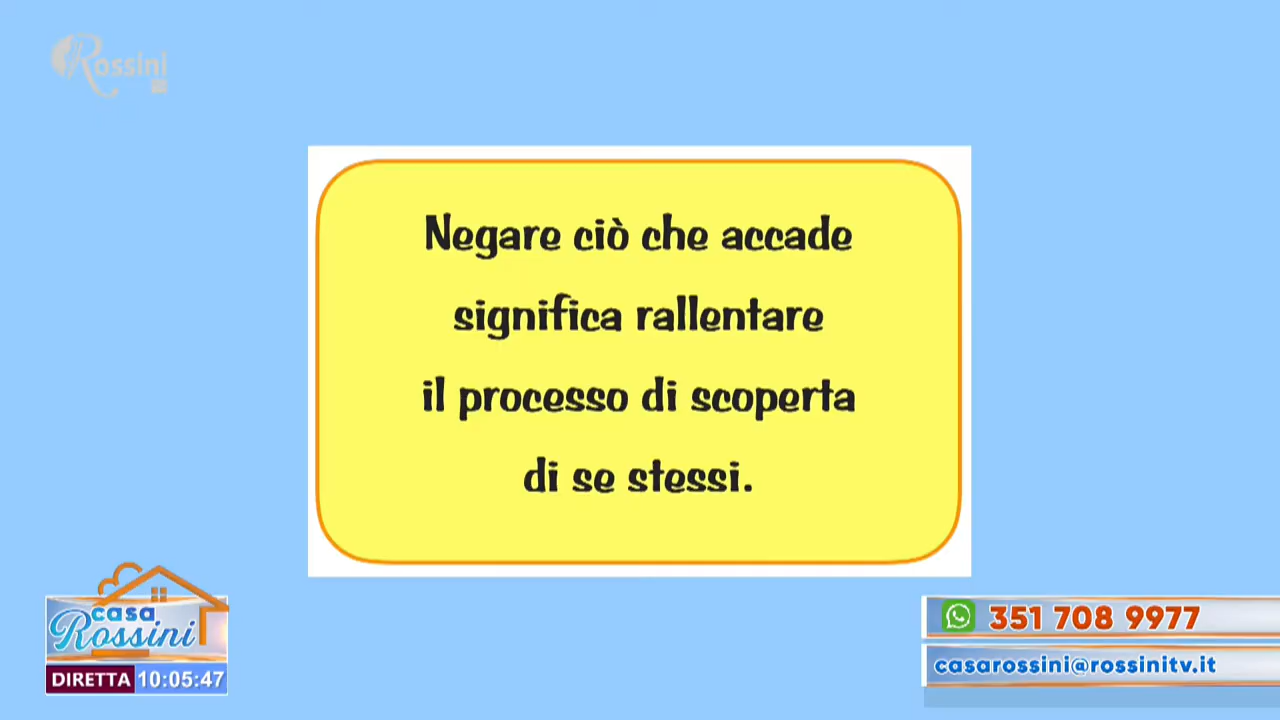 Rossini
Negare ciò che accade
significa rallentare
il processo di scoperta
di se stessi.
casa
Rossini
DIRETTA 10:05:47
351 708 9977
casarossini@rossinitv.it